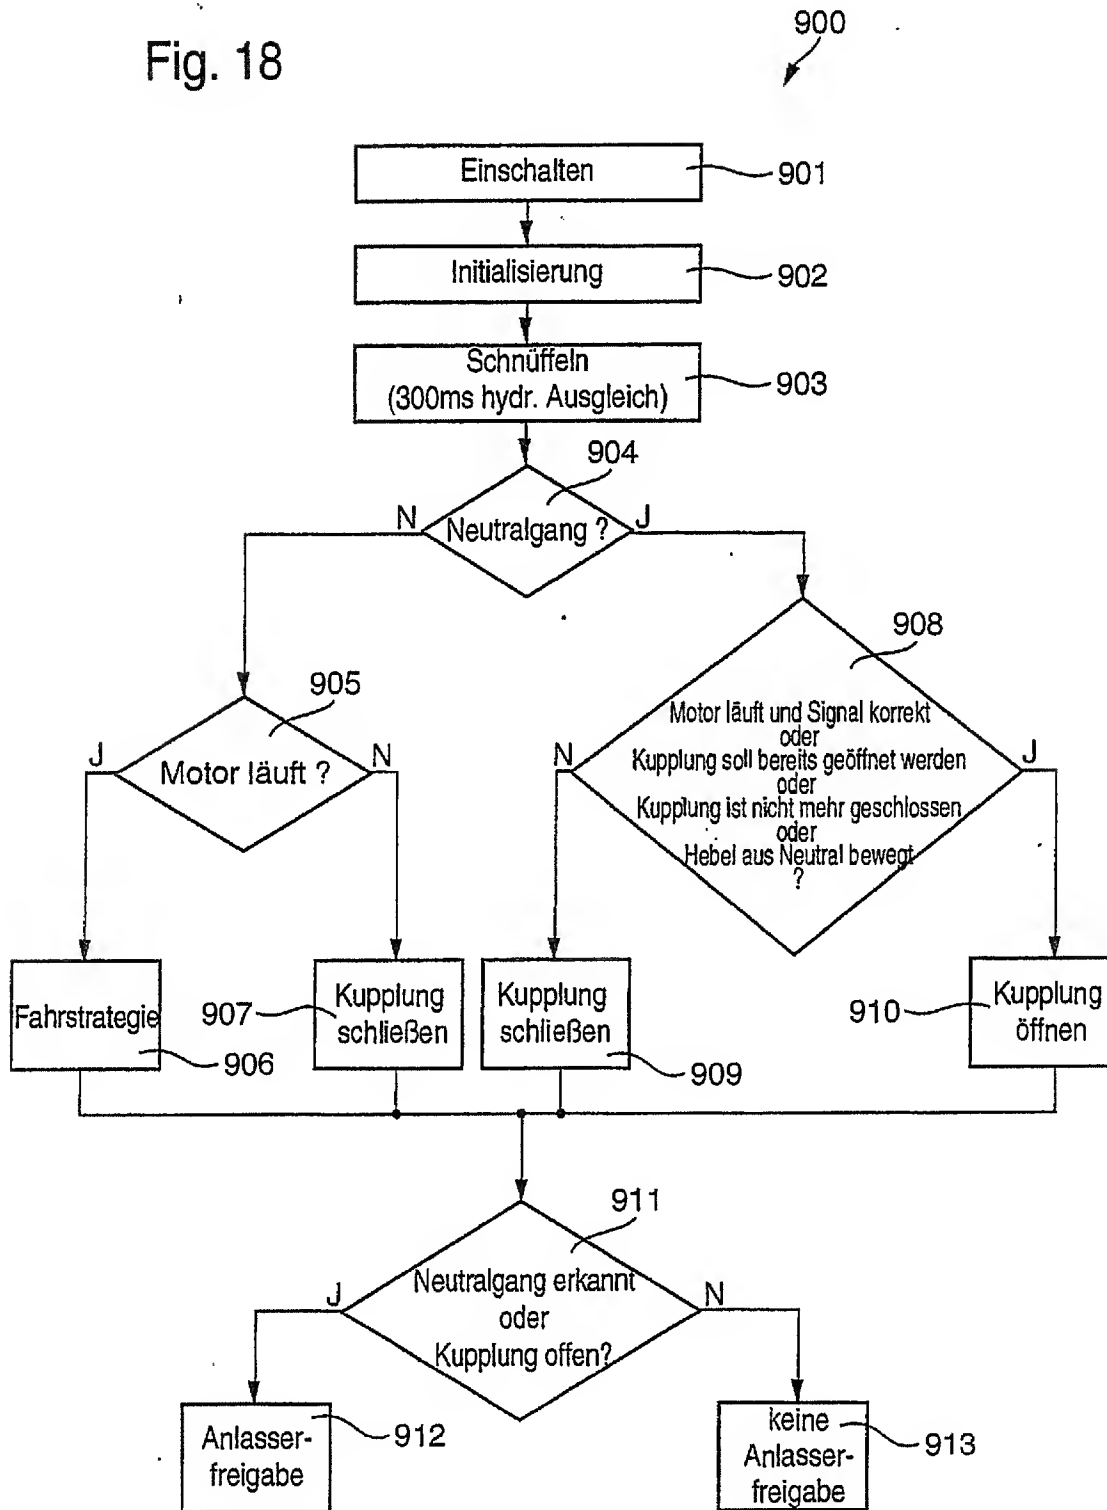 Fig. 18
900
Einschalten
901
Initialisierung
902
Schnüffeln
(300ms hydr. Ausgleich)
903
904
N
Neutralgang ?
J
908
905
J
Motor läuft ?
N
N
Motor läuft und Signal korrekt
oder
Kupplung soll bereits geöffnet werden
oder
Kupplung ist nicht mehr geschlossen
oder
Hebel aus Neutral bewegt
?
J
Fahrstrategie
906
907
Kupplung
schließen
Kupplung
schließen
909
910
Kupplung
öffnen
911
J
Neutralgang erkannt
oder
Kupplung offen?
N
Anlasser-
freigabe
912
keine
Anlasser-
freigabe
913